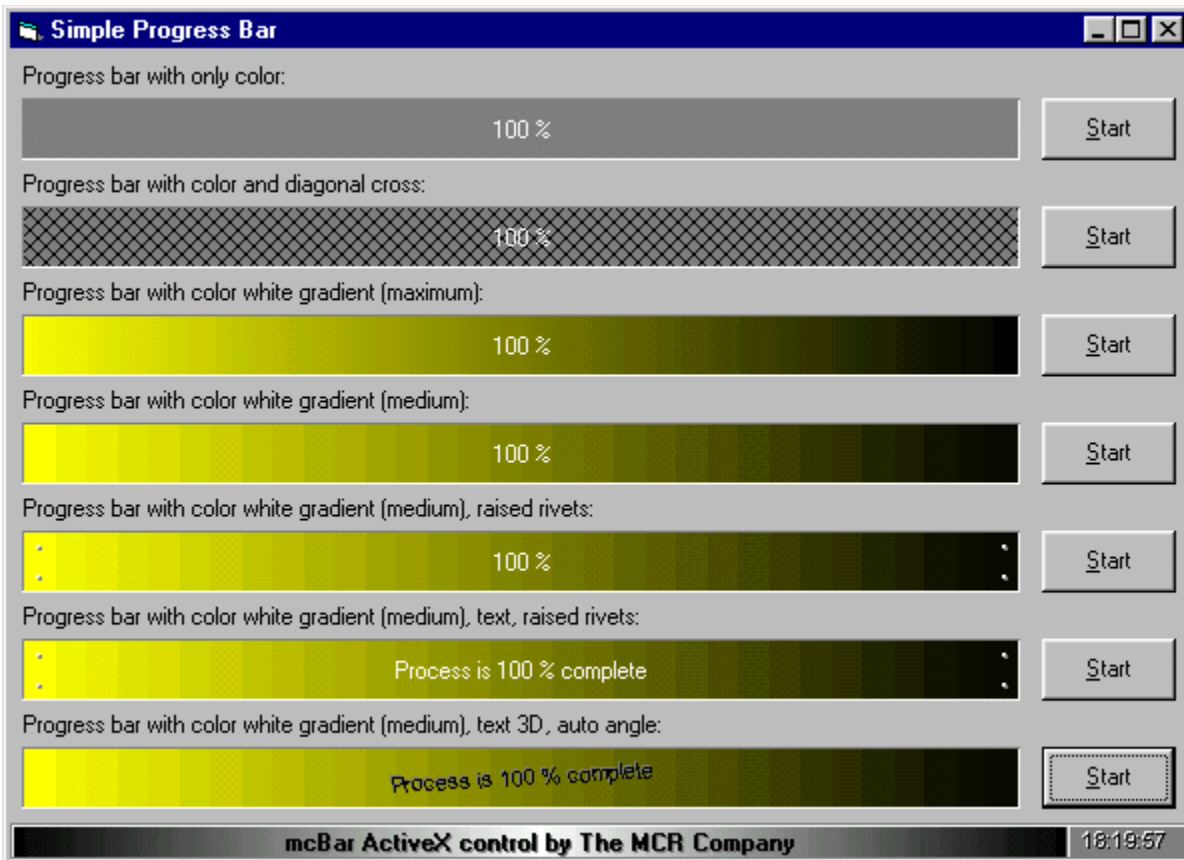 Simple Progress Bar
Progress bar with only color:
100 %
Start
Progress bar with color and diagonal cross:
100 %
Start
Progress bar with color white gradient (maximum):
100 %
Start
Progress bar with color white gradient (medium):
100 %
Start
Progress bar with color white gradient (medium), raised rivets:
100 %
Start
Progress bar with color white gradient (medium), text, raised rivets:
Process is 100 % complete
Start
Progress bar with color white gradient (medium), text 3D, auto angle:
Process is 100 % complete
Start
mcBar ActiveX control by The MCR Company
18:19:57